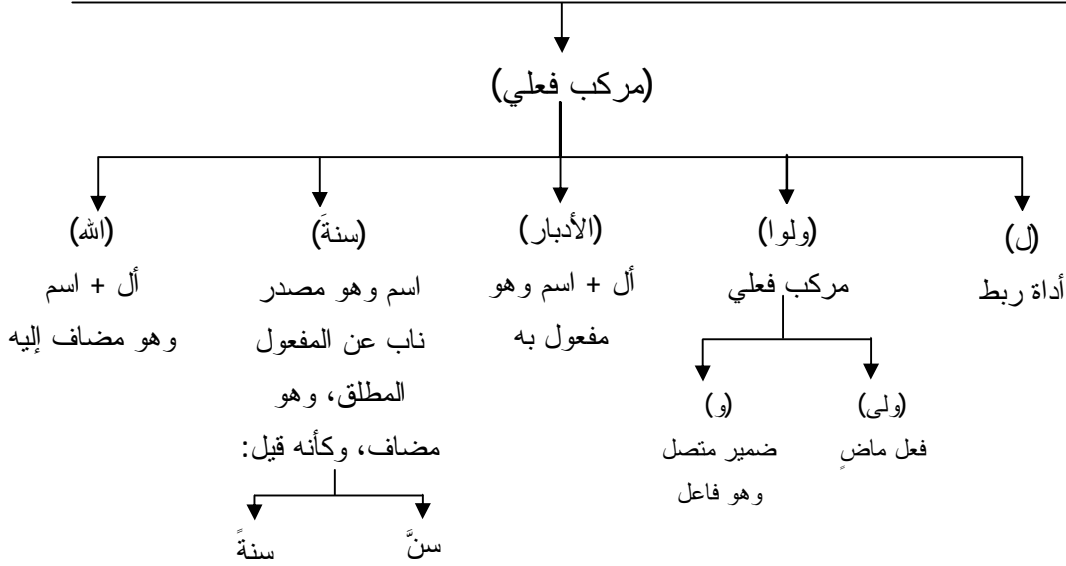 (مركب فعلي)
(ل) (ولوا) (الأدبار) (سنةَ) (الله)
أداة ربط مركب فعلي أل + اسم وهو اسم وهو مصدر أل + اسم
مفعول به ناب عن المفعول وهو مضاف إليه
(ولى) (و) المطلق، وهو
فعل ماضٍ ضمير متصل مضاف، وكأنه قيل:
وهو فاعل
سنَّ سنةً